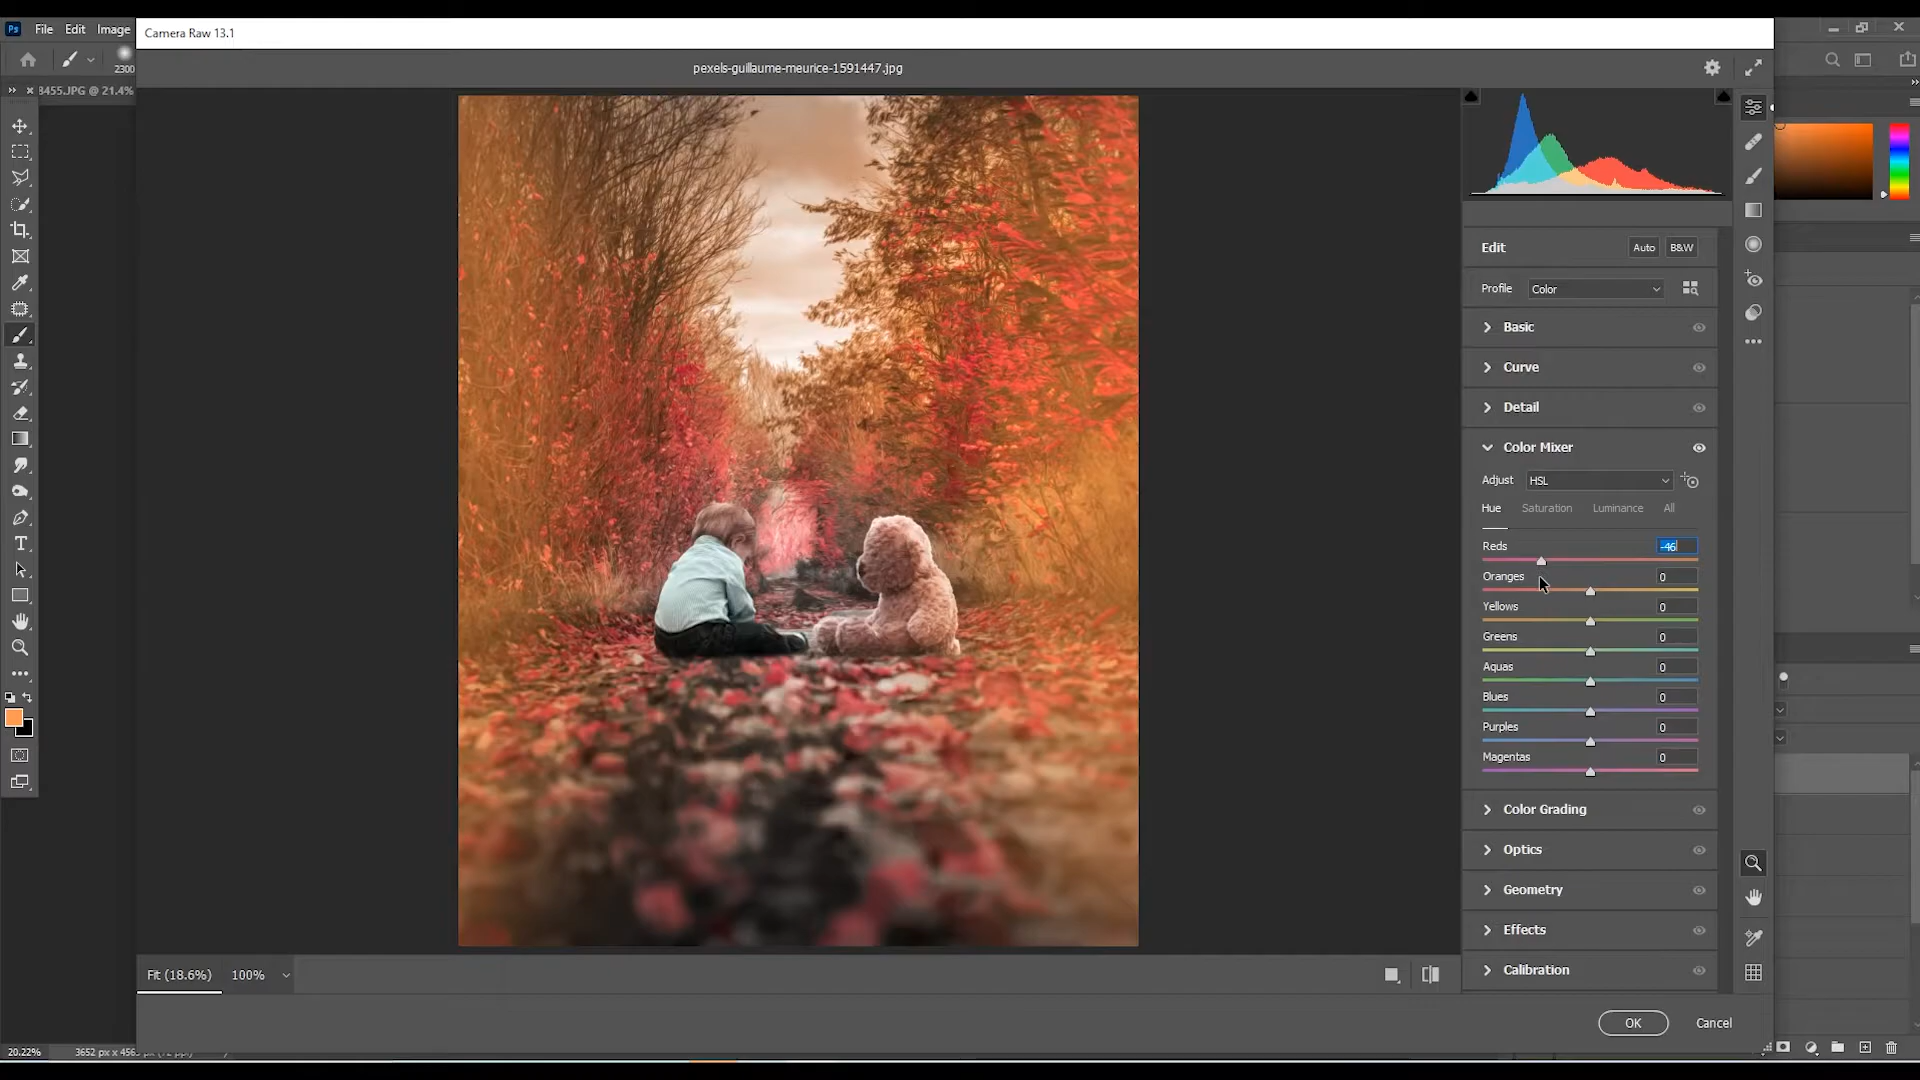 Ps File Edit Image
Camera Raw 13.1
2300
pexels-guillaume-meurice-1591447.jpg
8455.JPG @ 21.4%
Edit Auto B&W
Profile Color
Basic
Curve
Detail
Color Mixer
Adjust HSL
Hue Saturation Luminance All
Reds -46
Oranges 0
Yellows 0
Greens 0
Aquas 0
Blues 0
Purples 0
Magentas 0
Color Grading
Optics
Geometry
Effects
Calibration
Fit (18.6%) 100%
OK Cancel
20.22% 3652 px x